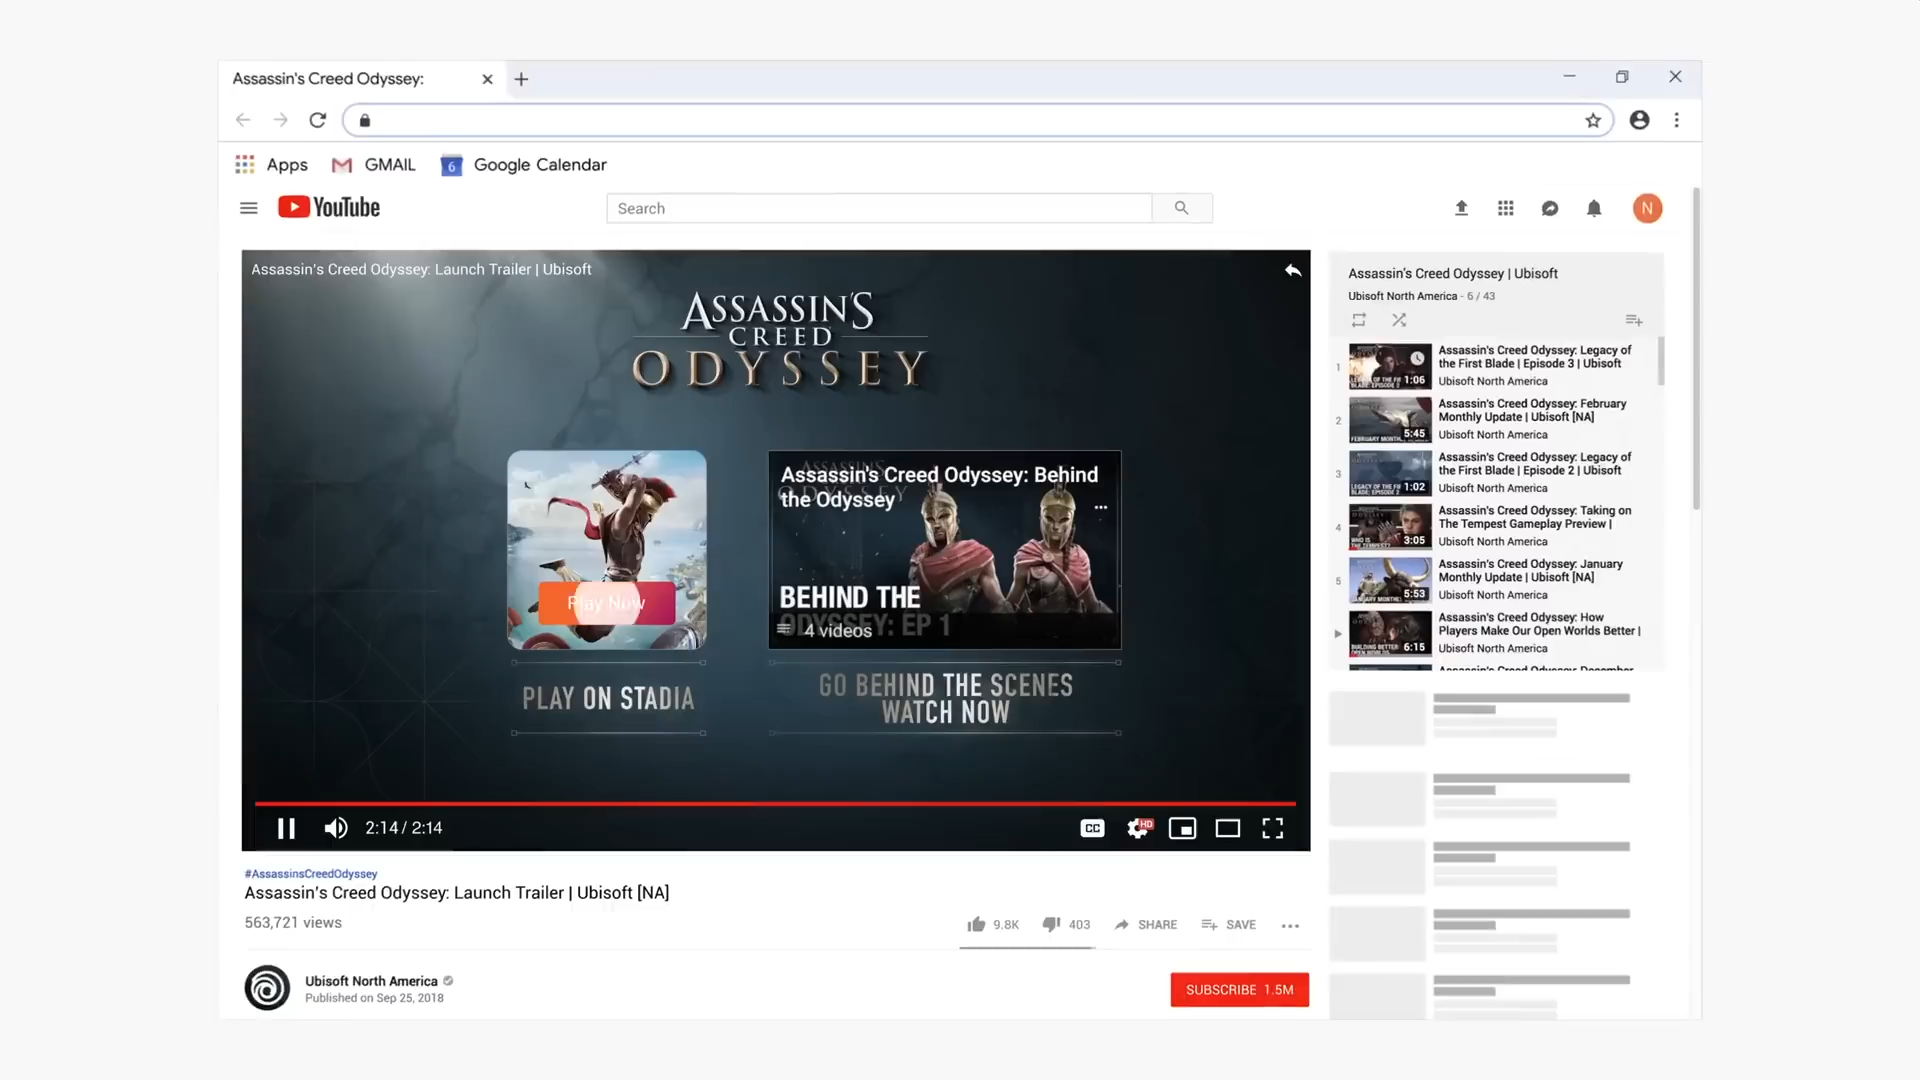 Assassin's Creed Odyssey:
Apps
GMAIL
6
Google Calendar
YouTube
Search
N
Assassin's Creed Odyssey: Launch Trailer | Ubisoft
ASSASSIN'S
CREED
ODYSSEY
Play Now
PLAY ON STADIA
Assassin's Creed Odyssey: Behind
the Odyssey
BEHIND THE
ODYSSEY: EP 1
4 videos
GO BEHIND THE SCENES
WATCH NOW
2:14 / 2:14
CC
HD
#AssassinsCreedOdyssey
Assassin's Creed Odyssey: Launch Trailer | Ubisoft [NA]
563,721 views
9.8K
403
SHARE
SAVE
Ubisoft North America
Published on Sep 25, 2018
SUBSCRIBE 1.5M
Assassin's Creed Odyssey | Ubisoft
Ubisoft North America - 6 / 43
1
1:06
Assassin's Creed Odyssey: Legacy of
the First Blade | Episode 3 | Ubisoft
Ubisoft North America
2
5:45
Assassin's Creed Odyssey: February
Monthly Update | Ubisoft [NA]
Ubisoft North America
3
1:02
Assassin's Creed Odyssey: Legacy of
the First Blade | Episode 2 | Ubisoft
Ubisoft North America
4
3:05
Assassin's Creed Odyssey: Taking on
The Tempest Gameplay Preview |
Ubisoft North America
5
5:53
Assassin's Creed Odyssey: January
Monthly Update | Ubisoft [NA]
Ubisoft North America
6:15
Assassin's Creed Odyssey: How
Players Make Our Open Worlds Better |
Ubisoft North America
Assassin's Creed Odyssey: December